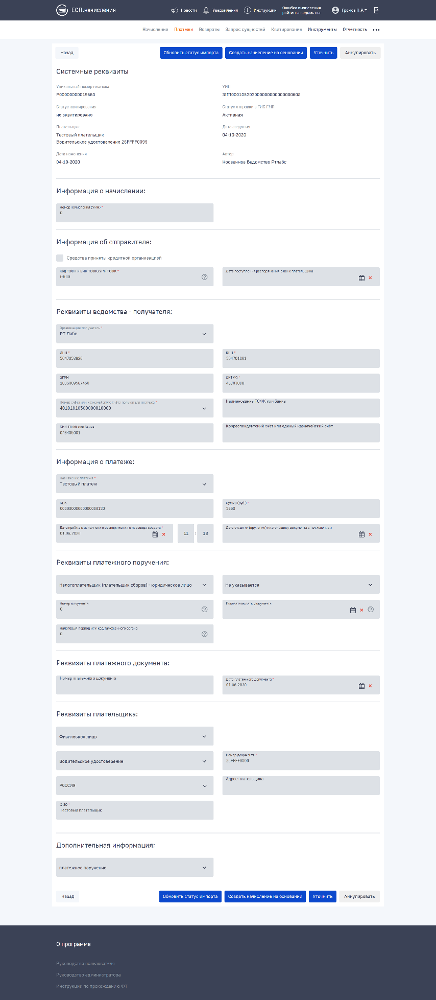 ЕСП.начисления
Новости
Уведомления
Инструкции
Ошибка вычисления
рейтинга ведомства
Громов П.Р.
Начисления
Платежи
Возвраты
Запрос сущностей
Квитирование
Инструменты
Отчётность
Назад
Обновить статус импорта
Создать начисление на основании
Уточнить
Аннулировать
Системные реквизиты
Уникальный номер платежа
УИП
P00000000019663
Статус квитирования
Статус отправки в ГИС ГМП
не сквитировано
Активная
Плательщик
Дата создания
Тестовый плательщик
04-10-2020
Водительское удостоверение 26FFFF0099
Дата изменения
Автор
04-10-2020
Косвенное Ведомство Ртлабс
Информация о начислении:
Номер начисления (УИН) *
0
Информация об отправителе:
Средства приняты кредитной организацией
Код ТОФК и БИК ТОФК/УРН ТОФК *
ffff00
Дата поступления распоряжения в банк плательщика
Реквизиты ведомства - получателя:
Организация-получатель *
РТ Лабс
ИНН *
5047053920
КПП *
504701001
ОГРН
1035009567450
ОКТМО *
46783000
Номер счёта или казначейского счёта получателя платежа *
40101810500000010000
Наименование ТОФК или банка
БИК ТОФК или банка
048405001
Корреспондентский счёт или единый казначейский счёт
Информация о платеже:
Назначение платежа *
Тестовый платеж
КБК
00000000000000000130
Сумма (руб.) *
3650
Дата приёма к исполнению распоряжения о переводе средств *
01.06.2020
11 : 18
Дата отсылки (вручения) плательщику документа с начислением
Реквизиты платежного поручения:
Налогоплательщик (плательщик сборов) - юридическое лицо
Не указывается
Номер документа
0
Показатель даты документа
Налоговый период или код таможенного органа
0
Реквизиты платежного документа:
Номер платежного документа
Дата платежного документа *
01.06.2020
Реквизиты плательщика:
Физическое лицо
Водительское удостоверение
Номер документа *
26FFFF0099
РОССИЯ
Адрес плательщика
ФИО *
Тестовый плательщик
Дополнительная информация:
платежное поручение
Назад
Обновить статус импорта
Создать начисление на основании
Уточнить
Аннулировать
О программе
Руководство пользователя
Руководство администратора
Инструкции по прохождению ФТ